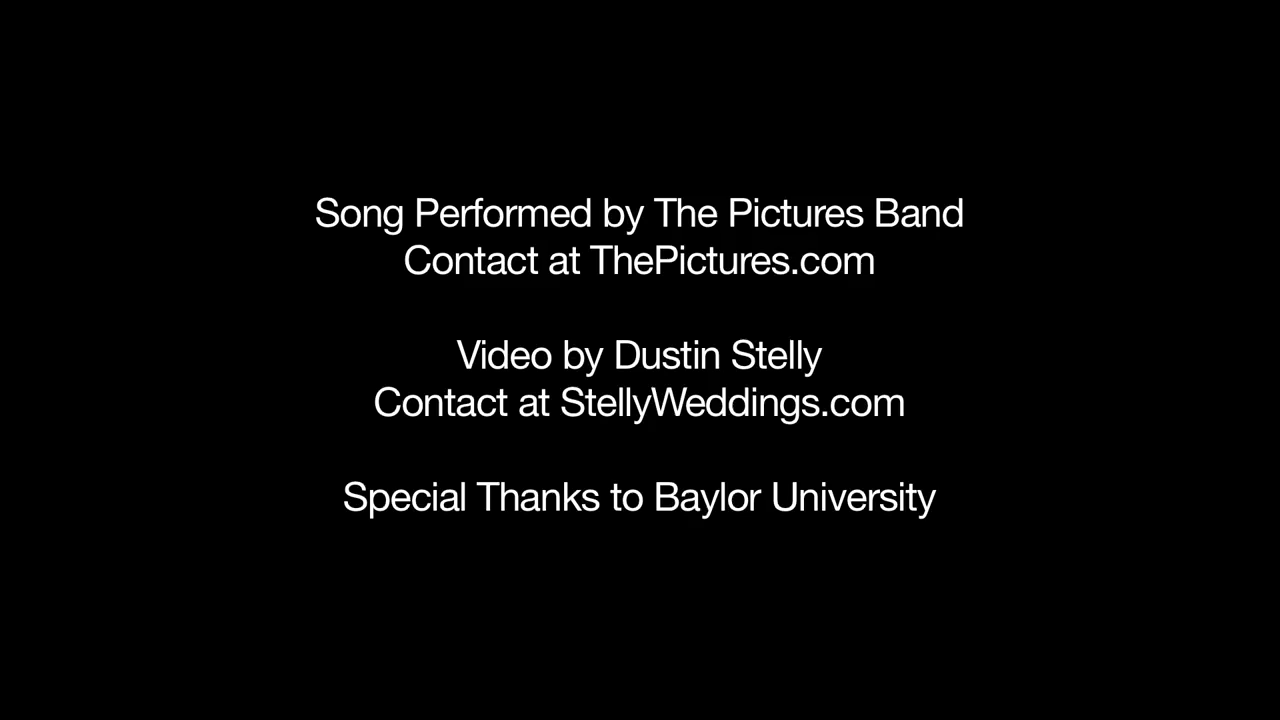 Song Performed by The Pictures Band
Contact at ThePictures.com
Video by Dustin Stelly
Contact at StellyWeddings.com
Special Thanks to Baylor University